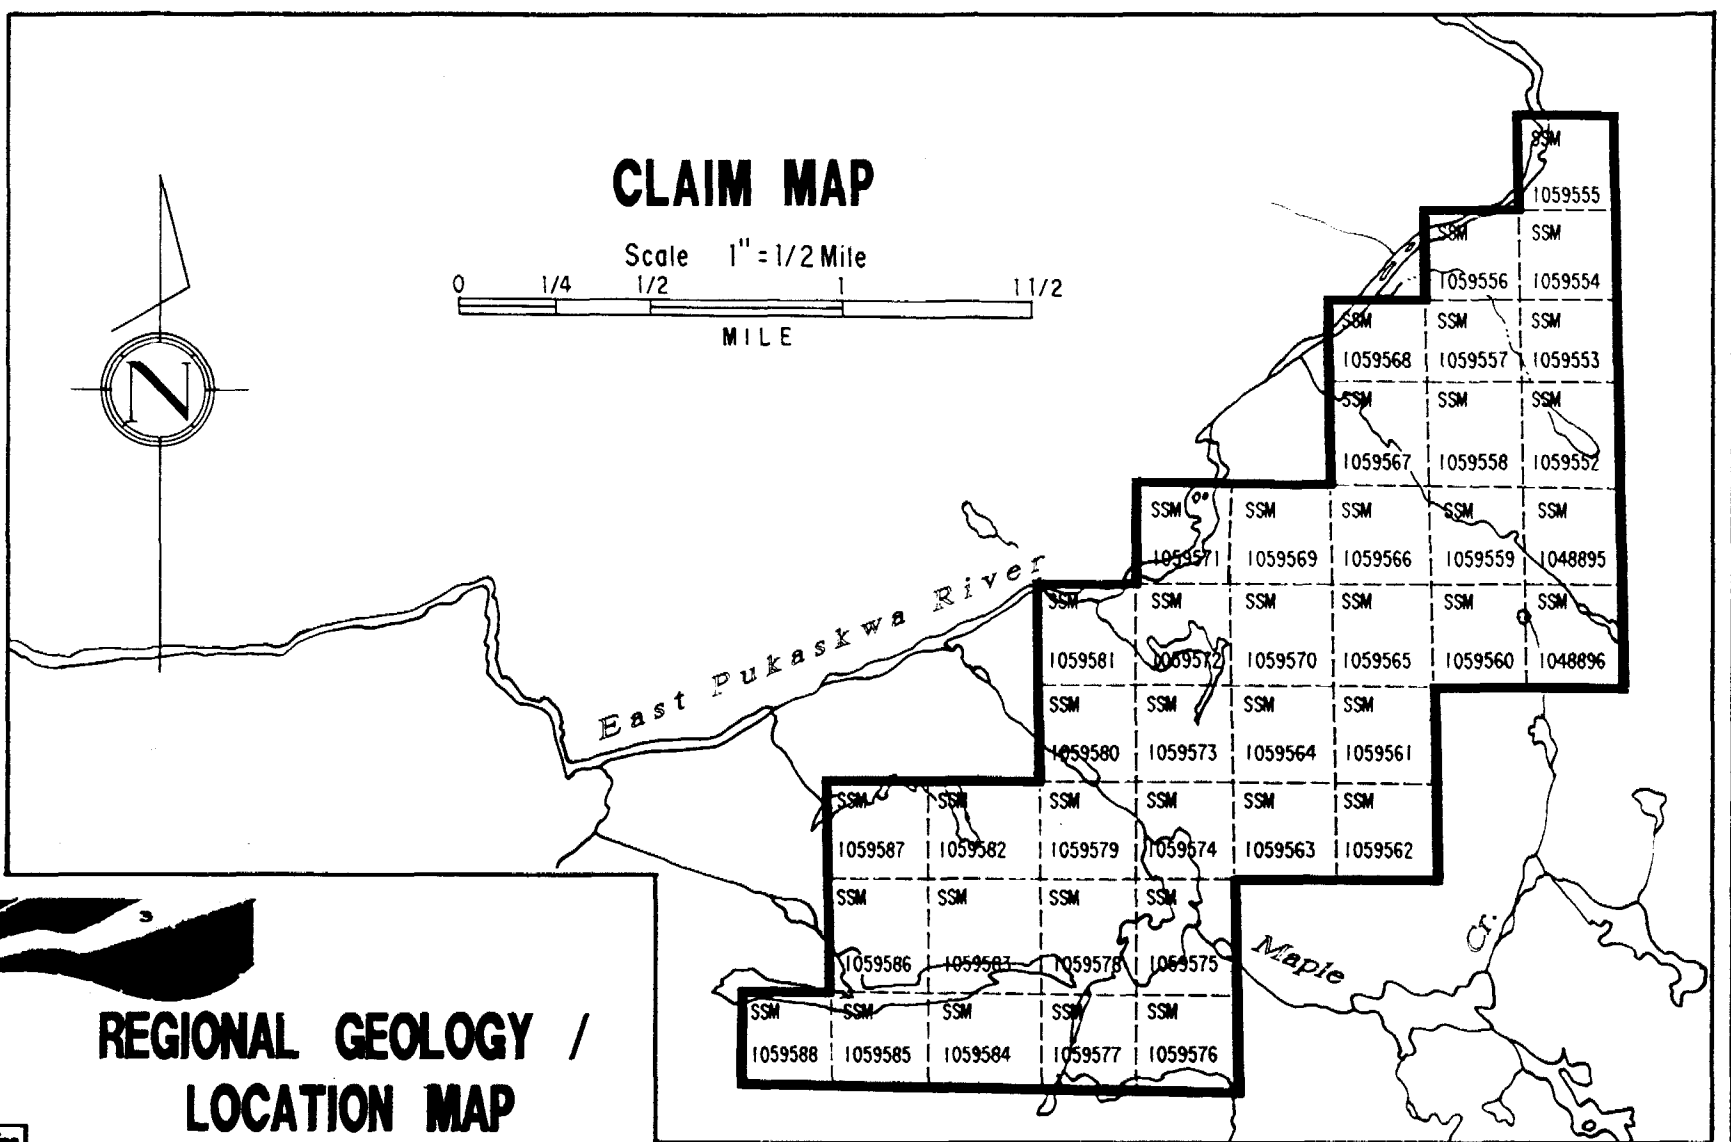 CLAIM MAP
Scale 1" = 1/2 Mile
0 1/4 1/2 1 1 1/2
MILE
N
SSM
1059555
SSM SSM
1059556 1059554
SSM SSM SSM
1059568 1059557 1059553
SSM SSM SSM
1059567 1059558 1059552
SSM SSM SSM SSM SSM
1059571 1059569 1059566 1059559 1048895
East Pukaskwa River
SSM SSM SSM SSM SSM SSM
1059581 1059572 1059570 1059565 1059560 1048896
SSM SSM SSM SSM
1059580 1059573 1059564 1059561
SSM SSM SSM SSM SSM SSM
1059587 1059582 1059579 1059574 1059563 1059562
SSM SSM SSM SSM
1059586 1059583 1059578 1059575
Maple Cr.
SSM SSM SSM SSM SSM
1059588 1059585 1059584 1059577 1059576
3
REGIONAL GEOLOGY /
LOCATION MAP